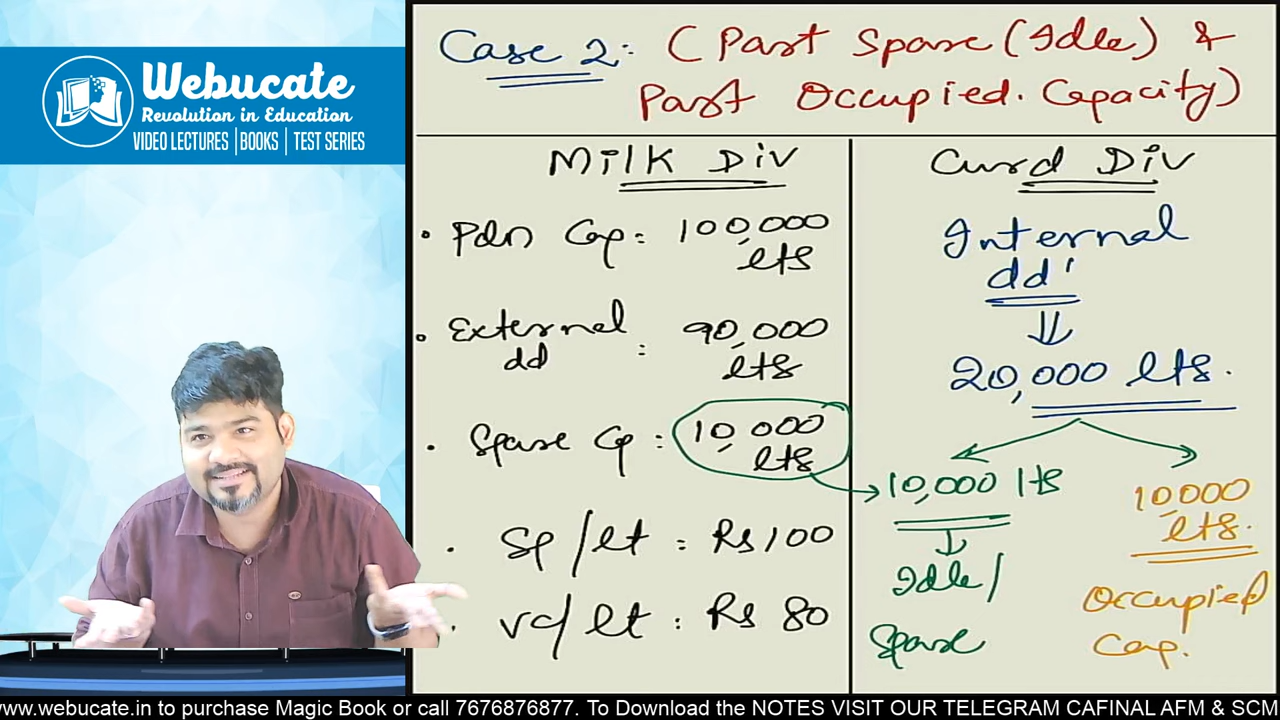 Webucate
Revolution in Education
VIDEO LECTURES | BOOKS | TEST SERIES
Case 2: (Part Spare (Idle) &
Part Occupied. Capacity)
Milk Div
• Pdn Cap = 100,000
lts
• External
dd = 90,000
lts
• Spare Cp : 10,000
lts
• Sp/lt = Rs 100
• vc/lt : Rs 80
Curd Div
Internal
dd'
⇓
20,000 lts.
10,000 lts
Idle/
Spare
10,000
lts.
Occupied
Cap.
www.webucate.in to purchase Magic Book or call 7676876877. To Download the NOTES VISIT OUR TELEGRAM CAFINAL AFM & SCM